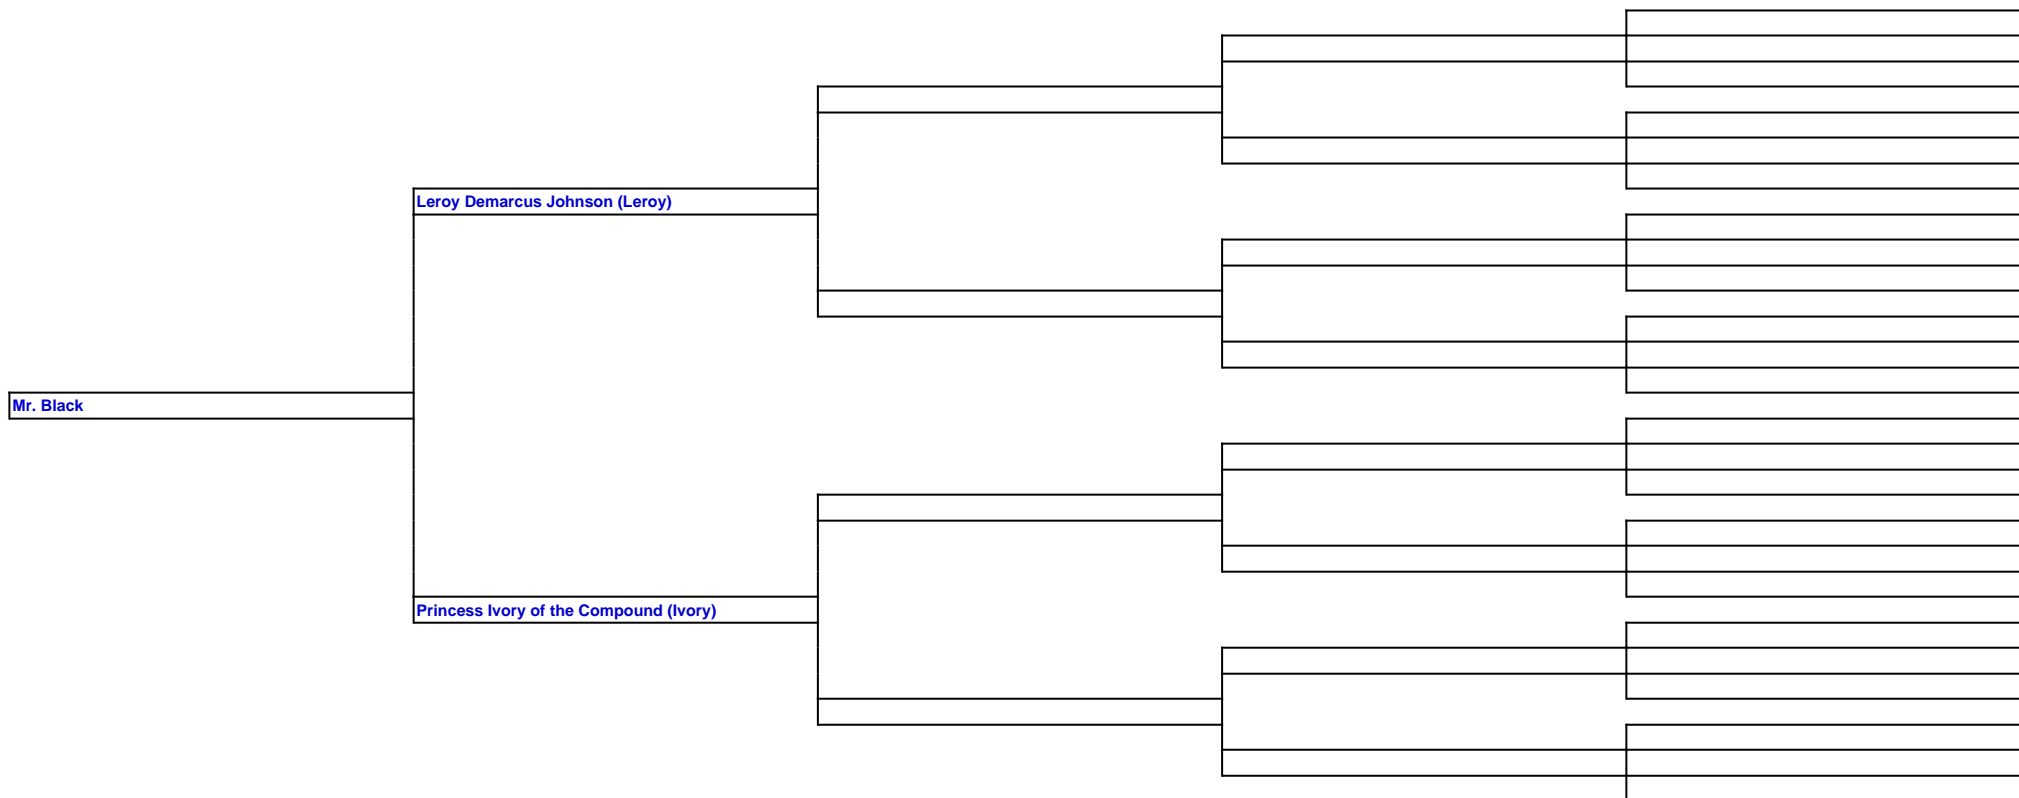 Leroy Demarcus Johnson (Leroy)
Mr. Black
Princess Ivory of the Compound (Ivory)